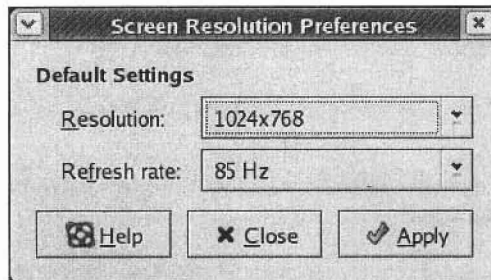 Screen Resolution Preferences
Default Settings
Resolution: 1024x768
Refresh rate: 85 Hz
Help Close Apply